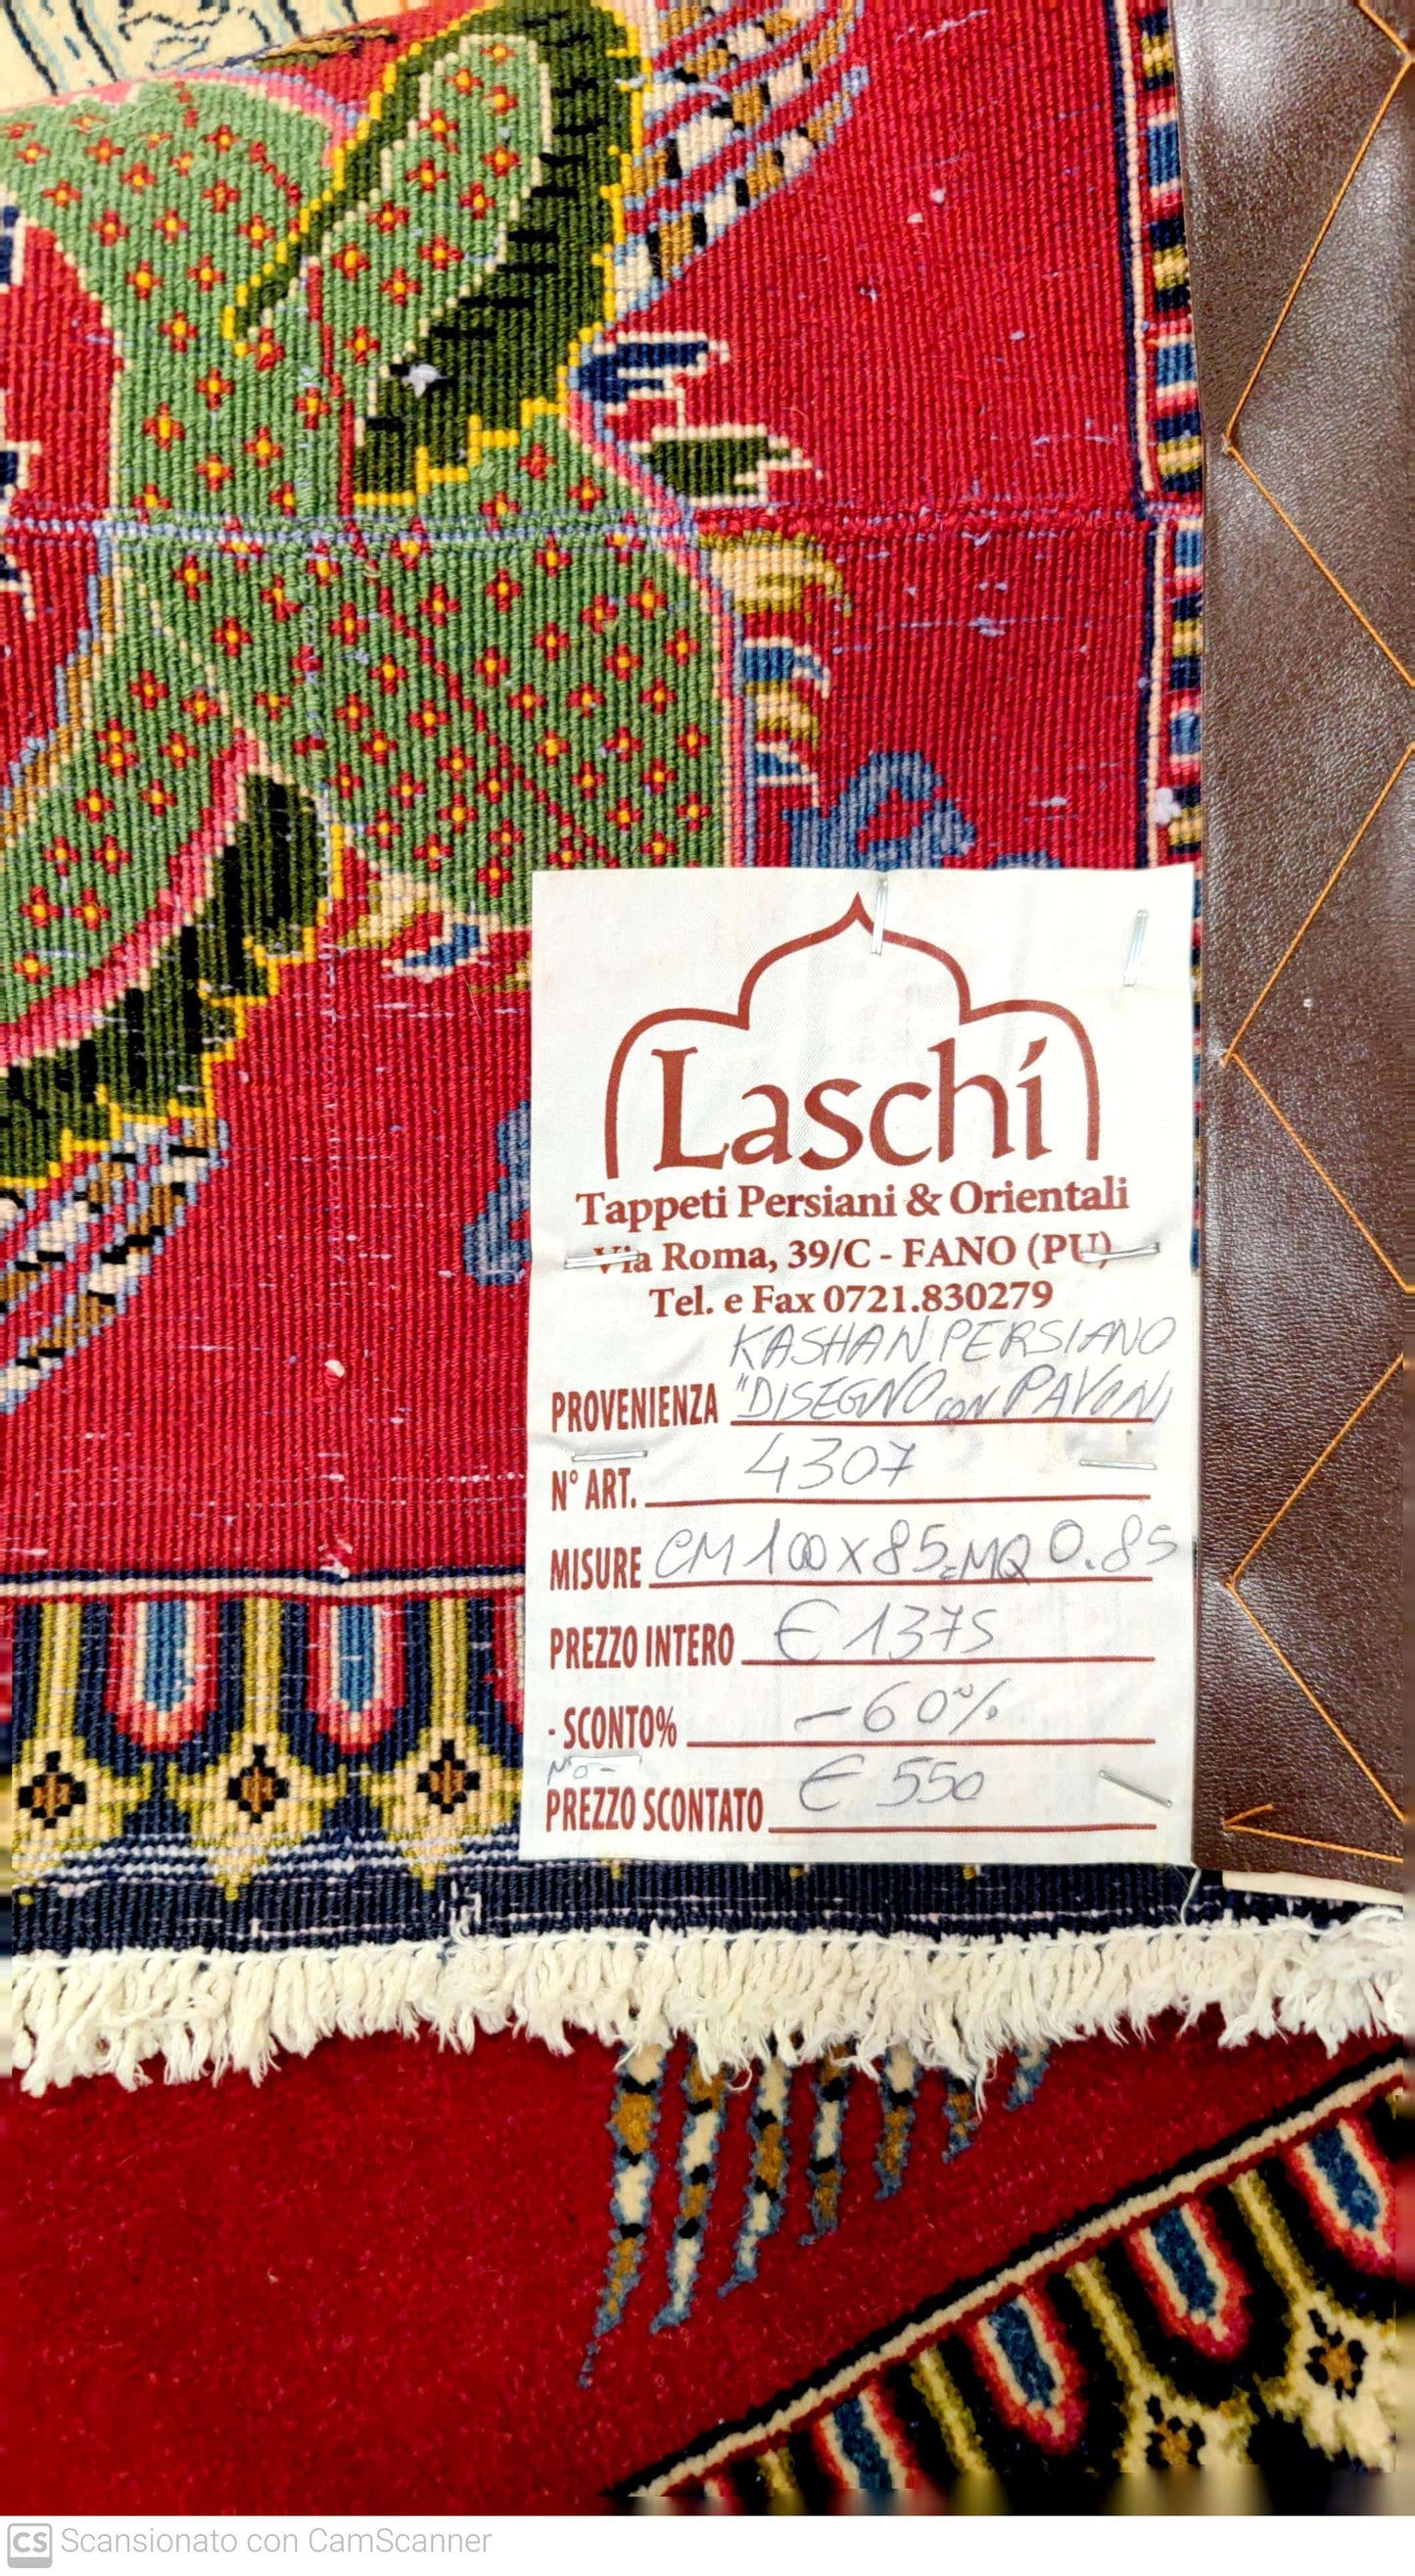 Laschi
Tappeti Persiani & Orientali
Via Roma, 39/C - FANO (PU)
Tel. e Fax 0721.830279
KASHAN PERSIANO
PROVENIENZA "DISEGNO CON PAVONI
N° ART. 4307
MISURE CM 100 X 85 = MQ 0.85
PREZZO INTERO € 1375
- SCONTO% -60%
PREZZO SCONTATO € 550
CS Scansionato con CamScanner